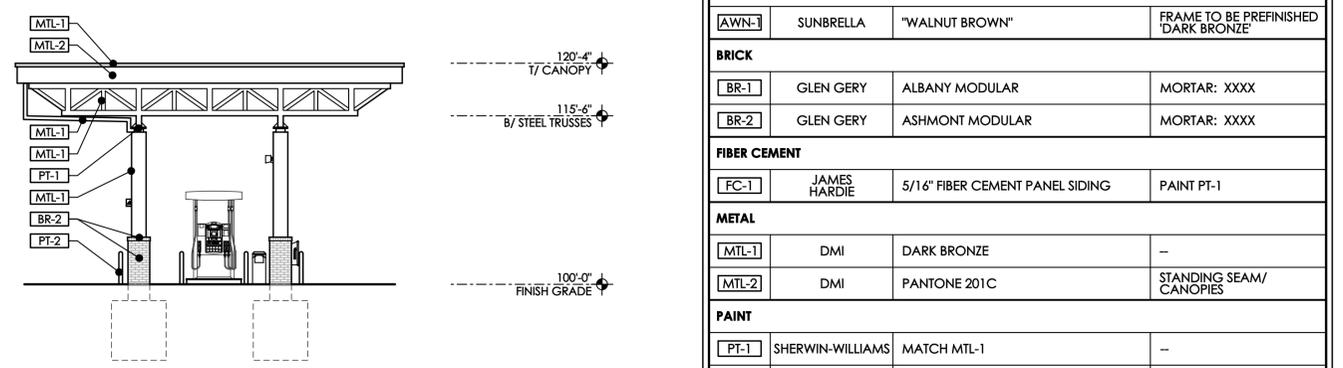 MTL-1
MTL-2
MTL-1
MTL-1
PT-1
MTL-1
BR-2
PT-2
120'-4"
T/ CANOPY
115'-6"
B/ STEEL TRUSSES
100'-0"
FINISH GRADE
AWN-1 SUNBRELLA "WALNUT BROWN" FRAME TO BE PREFINISHED
'DARK BRONZE'
BRICK
BR-1 GLEN GERY ALBANY MODULAR MORTAR: XXXX
BR-2 GLEN GERY ASHMONT MODULAR MORTAR: XXXX
FIBER CEMENT
FC-1 JAMES
HARDIE 5/16" FIBER CEMENT PANEL SIDING PAINT PT-1
METAL
MTL-1 DMI DARK BRONZE --
MTL-2 DMI PANTONE 201C STANDING SEAM/
CANOPIES
PAINT
PT-1 SHERWIN-WILLIAMS MATCH MTL-1 --